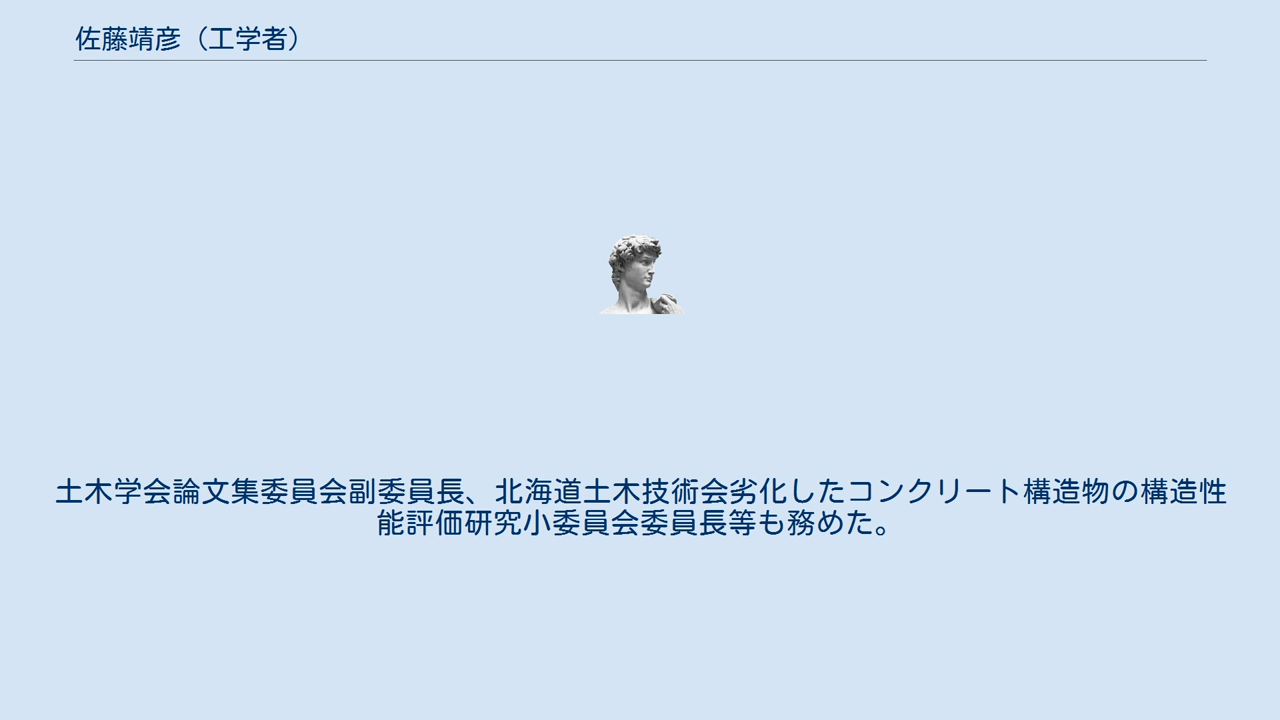 佐藤靖彦（工学者）
土木学会論文集委員会副委員長、北海道土木技術会劣化したコンクリート構造物の構造性
能評価研究小委員会委員長等も務めた。